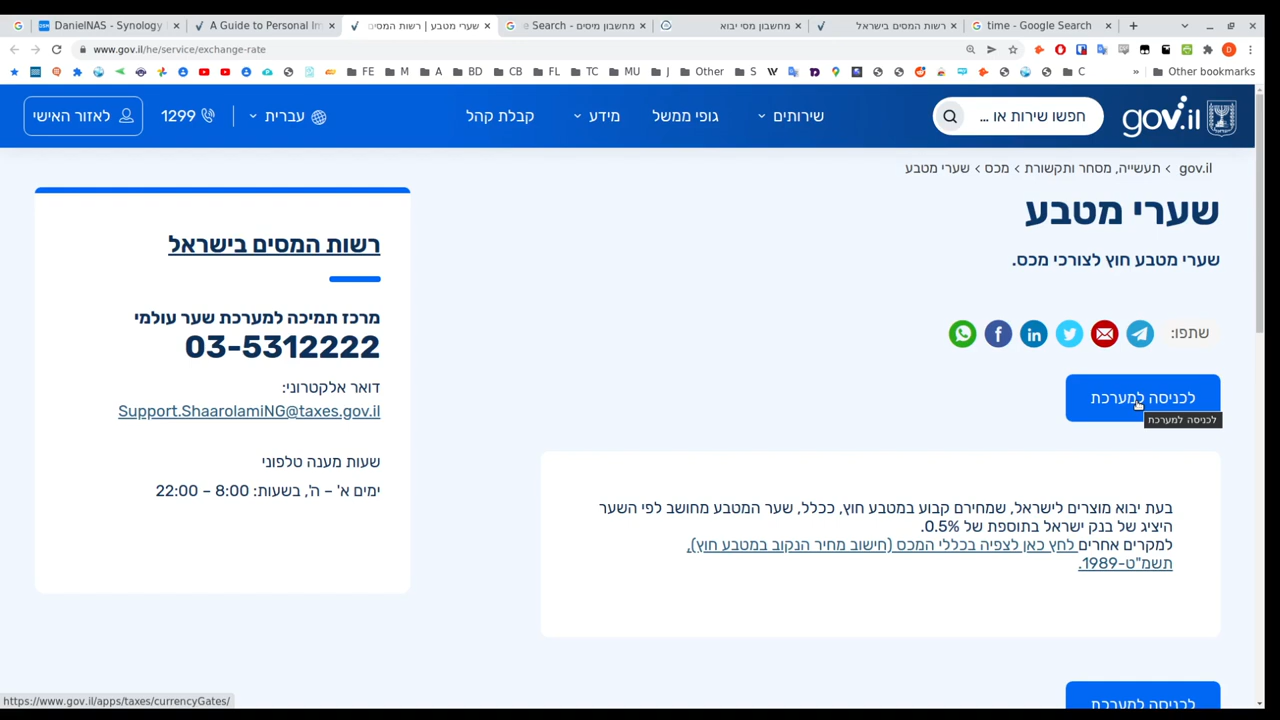 DanielNAS - Synology
A Guide to Personal Im
שערי מטבע | רשות המסים
מחשבון מיסים - Google Search
מחשבון מסי יבוא
רשות המסים בישראל
time - Google Search
www.gov.il/he/service/exchange-rate
FE
M
A
BD
CB
FL
TC
MU
J
Other
S
C
»
Other bookmarks
gov.il
חפשו שירות או ...
שירותים
גופי ממשל
מידע
קבלת קהל
עברית
1299
לאזור האישי
gov.il > תעשייה, מסחר ותקשורת > מכס > שערי מטבע
שערי מטבע
שערי מטבע חוץ לצורכי מכס.
שתפו:
לכניסה למערכת
לכניסה למערכת
בעת יבוא מוצרים לישראל, שמחירם קבוע במטבע חוץ, ככלל, שער המטבע מחושב לפי השער
היציג של בנק ישראל בתוספת של 0.5%.
למקרים אחרים לחץ כאן לצפיה בכללי המכס (חישוב מחיר הנקוב במטבע חוץ),
תשמ"ט-1989.
לכניסה למערכת
רשות המסים בישראל
מרכז תמיכה למערכת שער עולמי
03-5312222
דואר אלקטרוני:
Support.ShaarolamiNG@taxes.gov.il
שעות מענה טלפוני
ימים א' – ה', בשעות: 8:00 – 22:00
https://www.gov.il/apps/taxes/currencyGates/